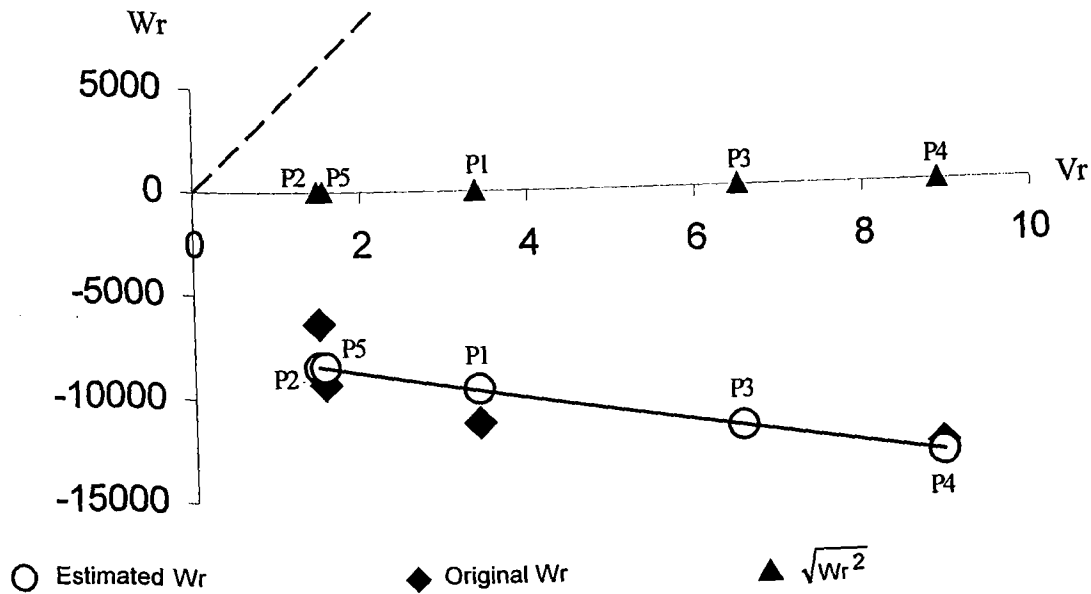 Wr
5000
P2 P5 P1 P3 P4
0
Vr
0 2 4 6 8 10
-5000
P5 P1
P2
P3
-10000
P4
-15000
Estimated Wr
Original Wr
√Wr²